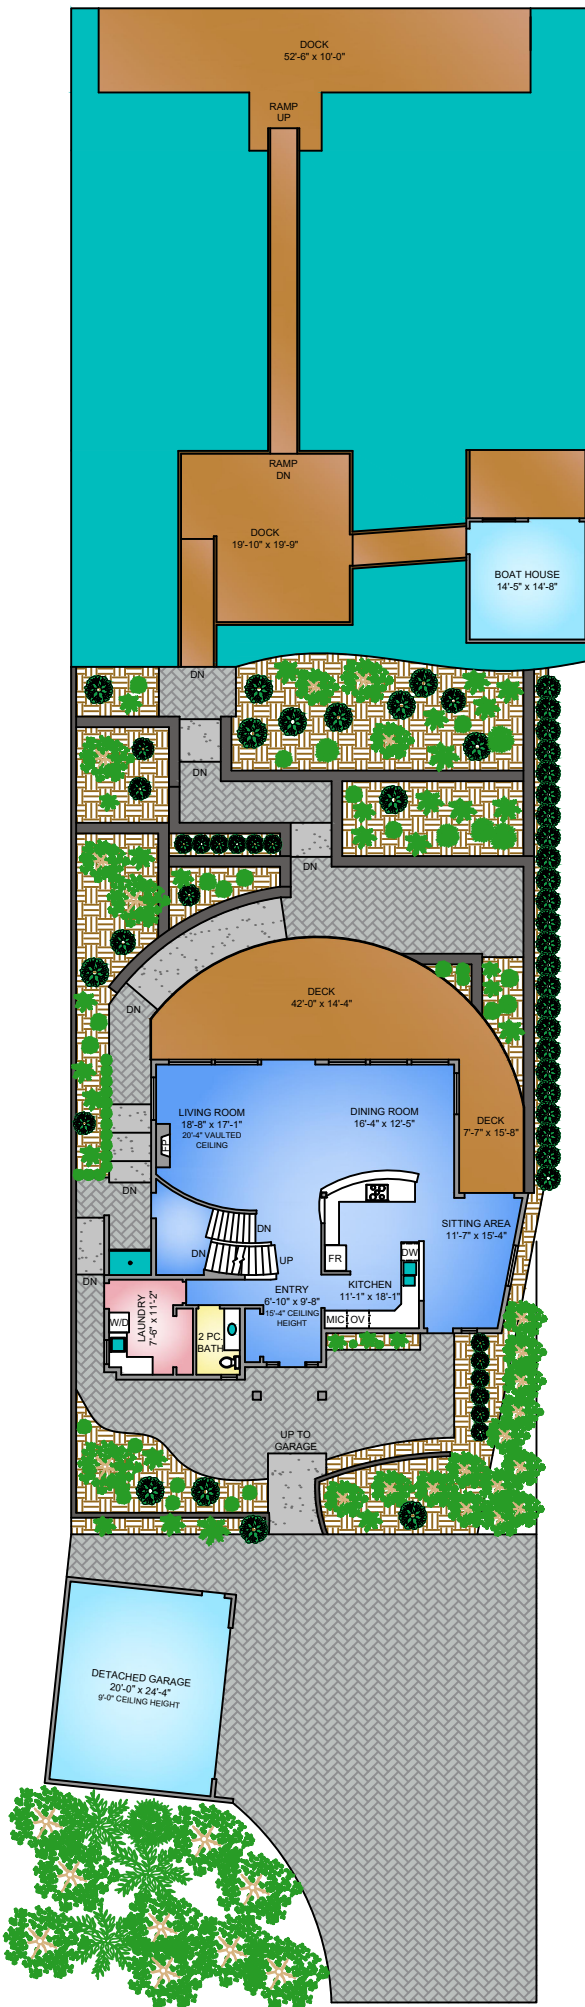 DOCK
52'-6" x 10'-0"
RAMP
UP
RAMP
DN
DOCK
19'-10" x 19'-9"
BOAT HOUSE
14'-5" x 14'-8"
DN
DN
DN
DECK
42'-0" x 14'-4"
DN
LIVING ROOM
18'-8" x 17'-1"
20'-4" VAULTED
CEILING
DINING ROOM
16'-4" x 12'-5"
DECK
7'-7" x 15'-8"
FP
DN
DN
DN
UP
SITTING AREA
11'-7" x 15'-4"
FR
DW
DN
ENTRY
6'-10" x 9'-8"
15'-4" CEILING
HEIGHT
KITCHEN
11'-1" x 18'-1"
LAUNDRY
7'-6" x 11'-2"
W/D
2 PC.
BATH
MIC
OV
UP TO
GARAGE
DETACHED GARAGE
20'-0" x 24'-4"
9'-0" CEILING HEIGHT